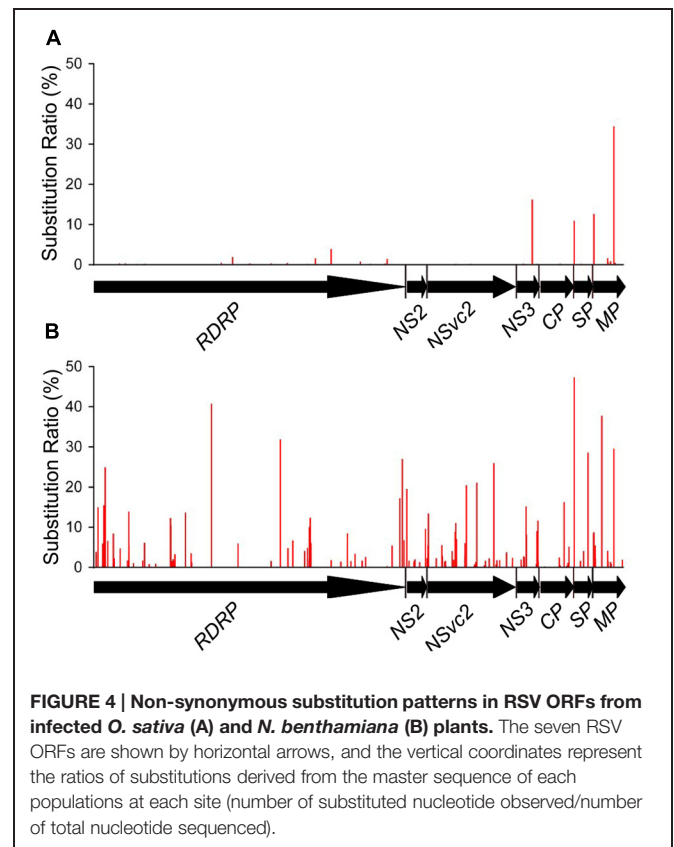 A
Substitution Ratio (%)
50
40
30
20
10
0
RDRP
NS2
NSvc2
NS3
CP
SP
MP
B
Substitution Ratio (%)
50
40
30
20
10
0
RDRP
NS2
NSvc2
NS3
CP
SP
MP
FIGURE 4 | Non-synonymous substitution patterns in RSV ORFs from
infected O. sativa (A) and N. benthamiana (B) plants. The seven RSV
ORFs are shown by horizontal arrows, and the vertical coordinates represent
the ratios of substitutions derived from the master sequence of each
populations at each site (number of substituted nucleotide observed/number
of total nucleotide sequenced).